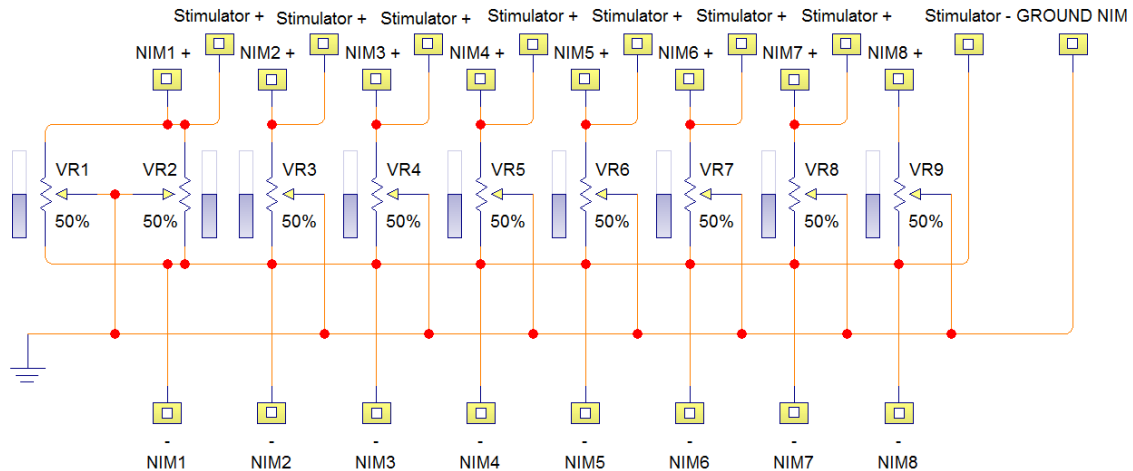 Stimulator + Stimulator + Stimulator + Stimulator + Stimulator + Stimulator + Stimulator + Stimulator - GROUND NIM
NIM1 + NIM2 + NIM3 + NIM4 + NIM5 + NIM6 + NIM7 + NIM8 +
VR1 VR2 VR3 VR4 VR5 VR6 VR7 VR8 VR9
50% 50% 50% 50% 50% 50% 50% 50% 50%
- - - - - - - -
NIM1 NIM2 NIM3 NIM4 NIM5 NIM6 NIM7 NIM8